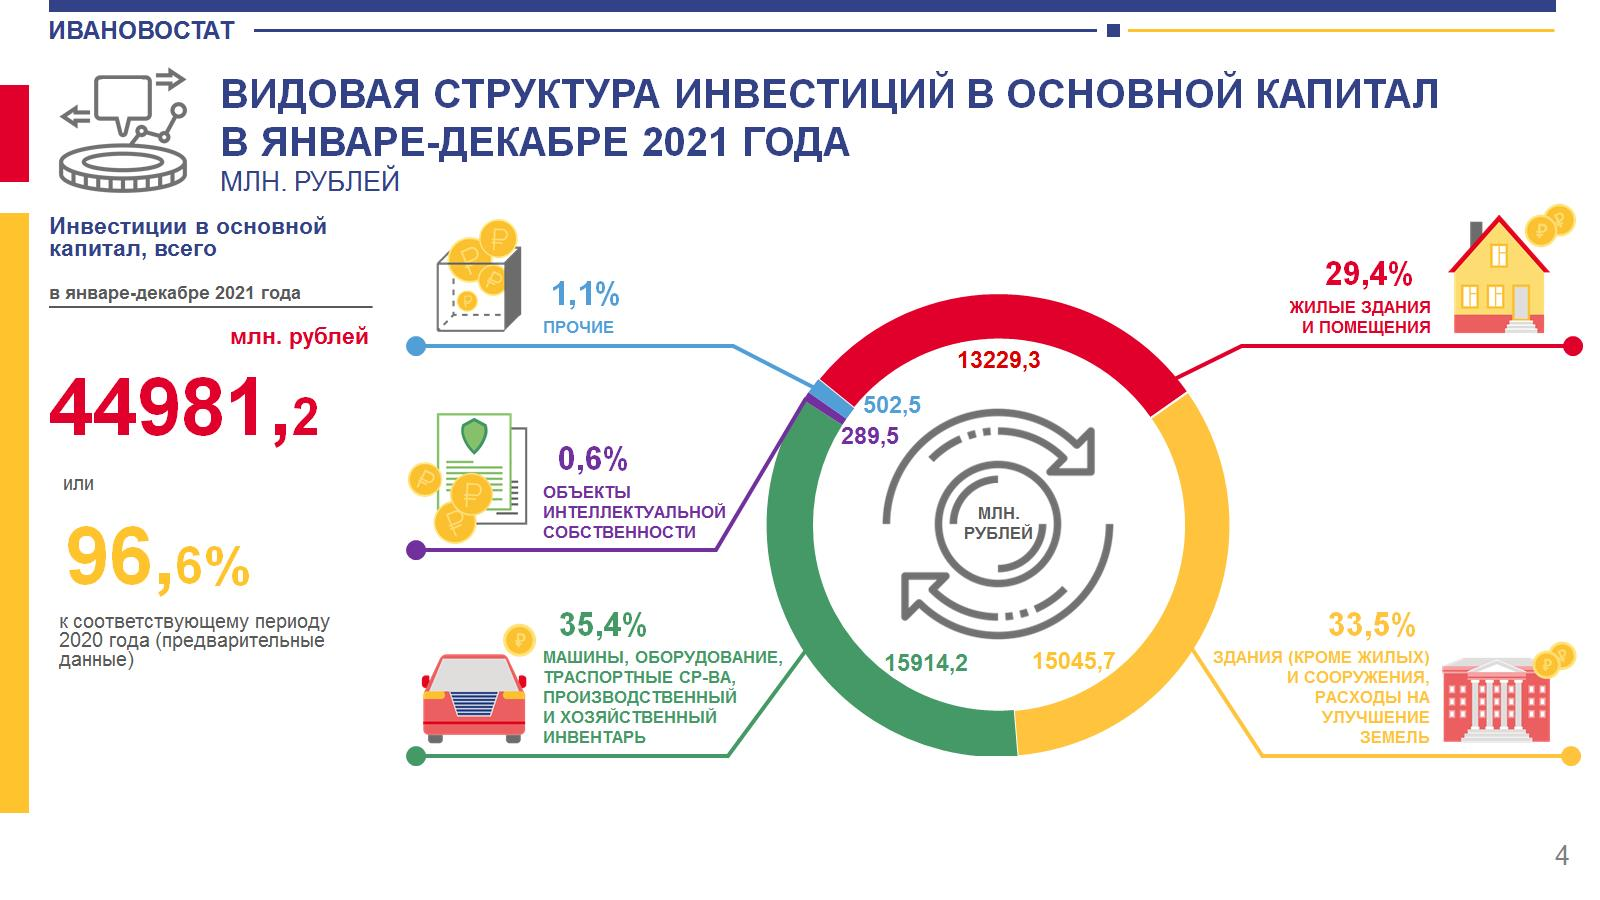 ИВАНОВОСТАТ
ВИДОВАЯ СТРУКТУРА ИНВЕСТИЦИЙ В ОСНОВНОЙ КАПИТАЛ
В ЯНВАРЕ-ДЕКАБРЕ 2021 ГОДА
МЛН. РУБЛЕЙ
Инвестиции в основной
капитал, всего
в январе-декабре 2021 года
млн. рублей
44981,2
или
96,6%
к соответствующему периоду
2020 года (предварительные
данные)
1,1%
ПРОЧИЕ
0,6%
ОБЪЕКТЫ
ИНТЕЛЛЕКТУАЛЬНОЙ
СОБСТВЕННОСТИ
35,4%
МАШИНЫ, ОБОРУДОВАНИЕ,
ТРАСПОРТНЫЕ СР-ВА,
ПРОИЗВОДСТВЕННЫЙ
И ХОЗЯЙСТВЕННЫЙ
ИНВЕНТАРЬ
13229,3
502,5
289,5
МЛН.
РУБЛЕЙ
15914,2
15045,7
29,4%
ЖИЛЫЕ ЗДАНИЯ
И ПОМЕЩЕНИЯ
33,5%
ЗДАНИЯ (КРОМЕ ЖИЛЫХ)
И СООРУЖЕНИЯ,
РАСХОДЫ НА
УЛУЧШЕНИЕ
ЗЕМЕЛЬ
4